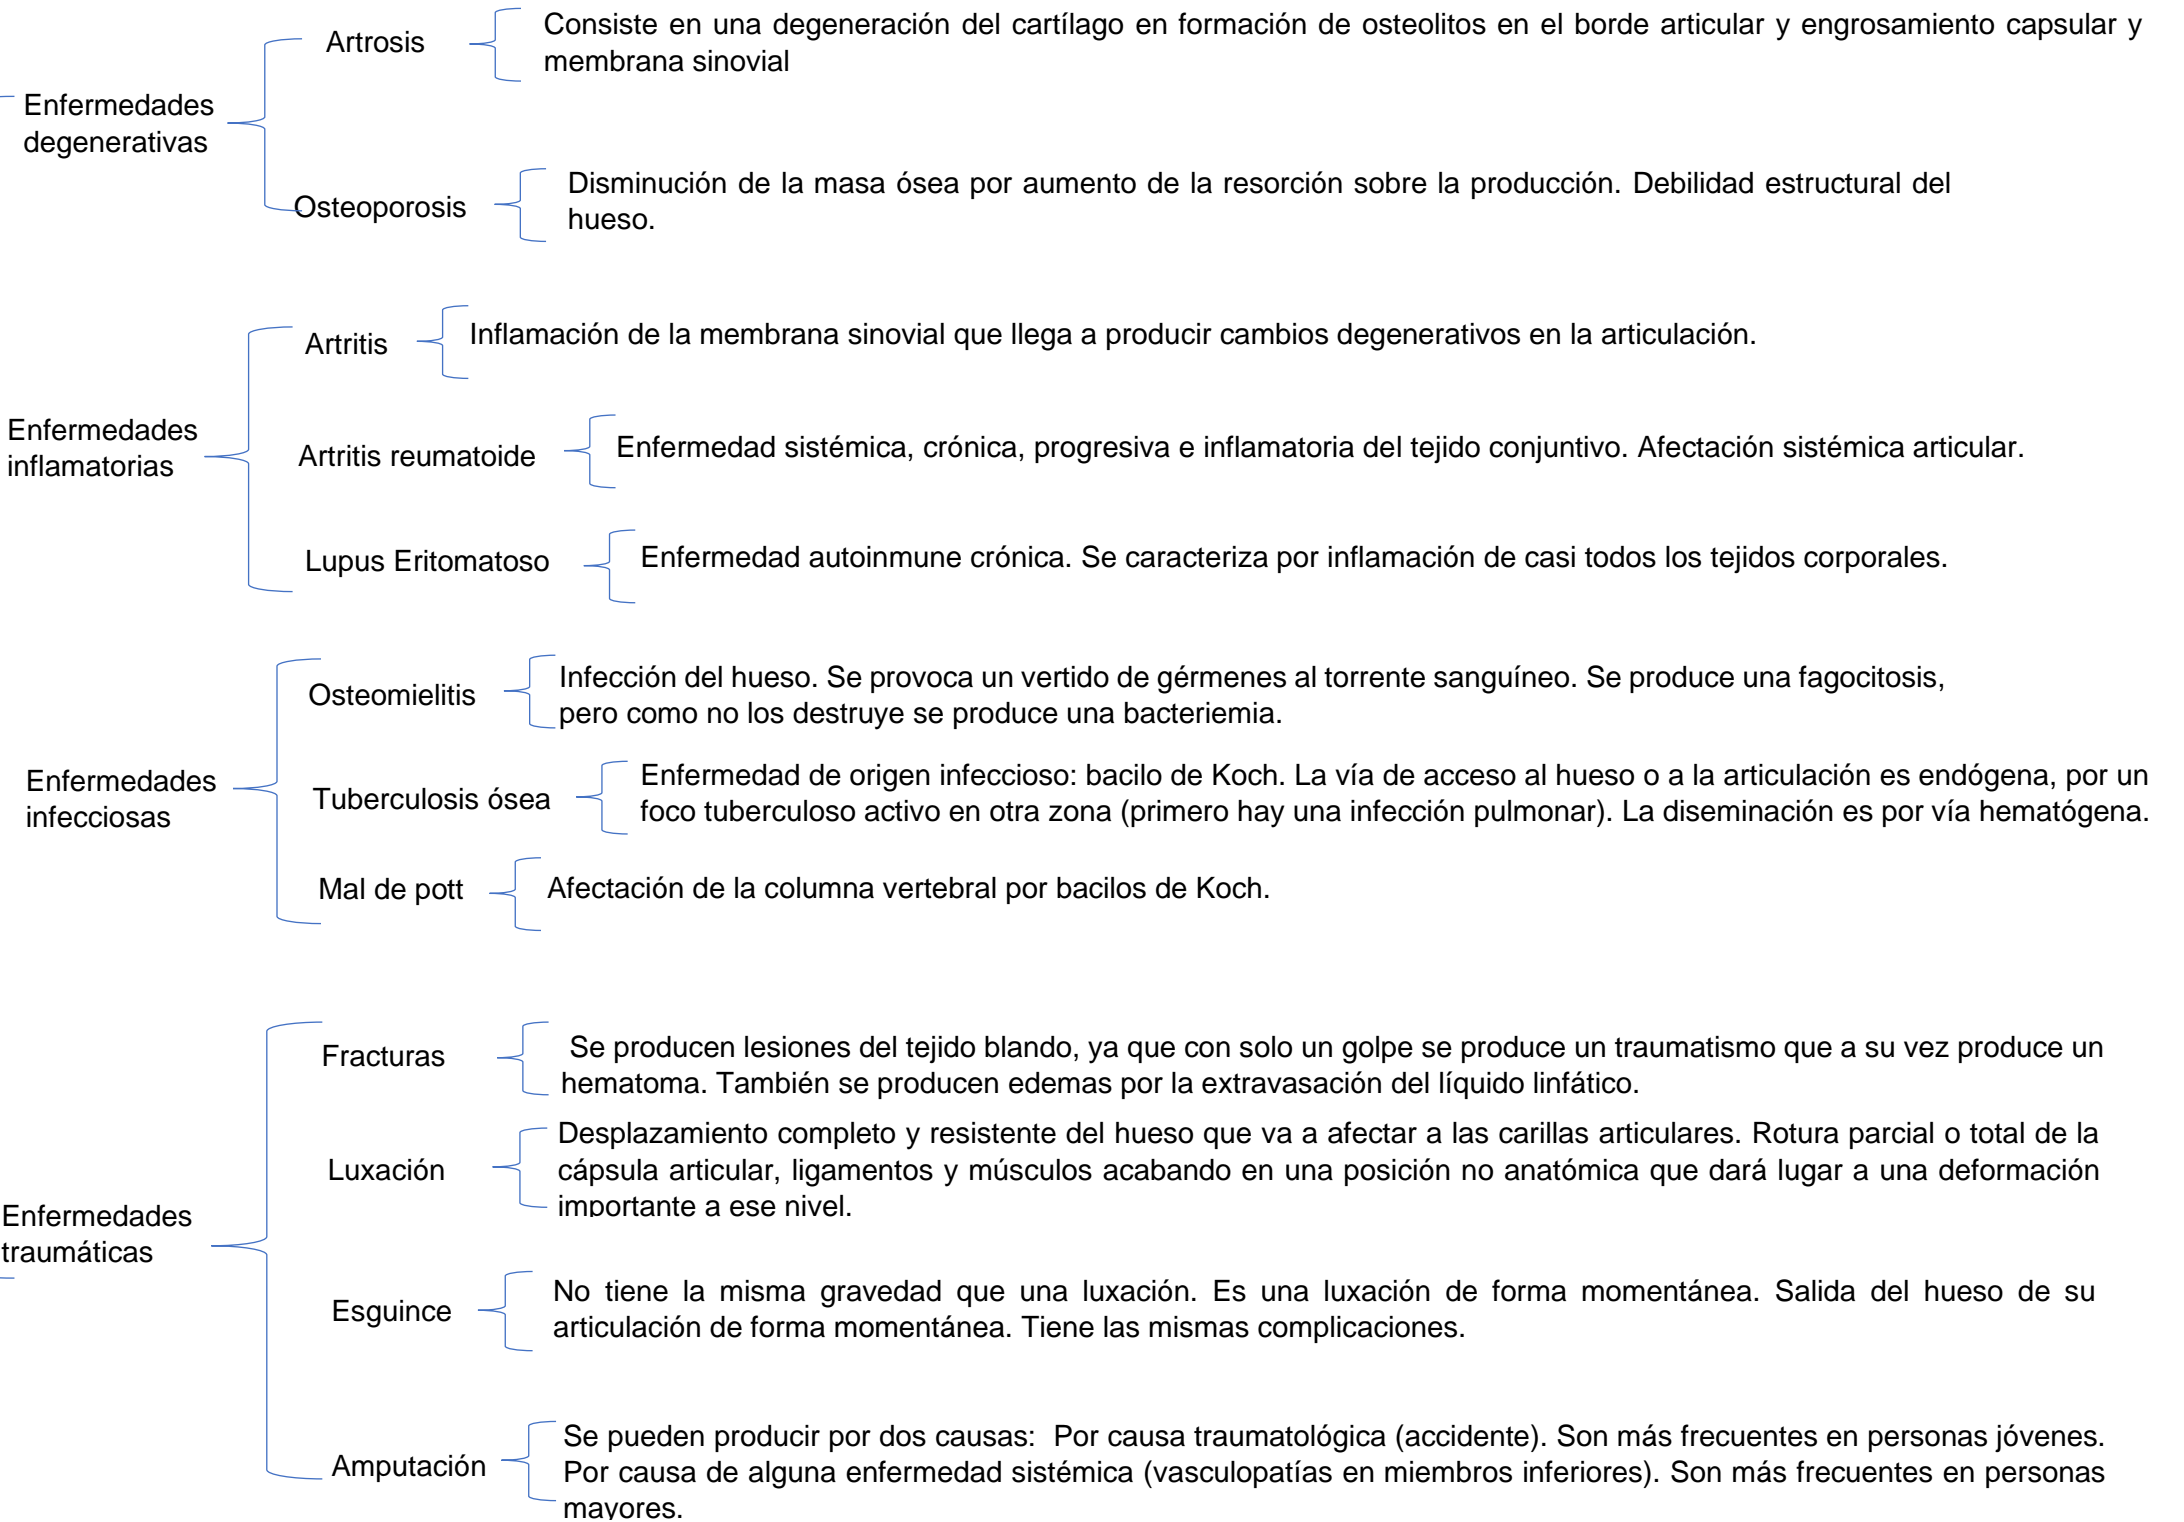 Enfermedades
degenerativas
Artrosis
Consiste en una degeneración del cartílago en formación de osteolitos en el borde articular y engrosamiento capsular y
membrana sinovial
Osteoporosis
Disminución de la masa ósea por aumento de la resorción sobre la producción. Debilidad estructural del
hueso.
Enfermedades
inflamatorias
Artritis
Inflamación de la membrana sinovial que llega a producir cambios degenerativos en la articulación.
Artritis reumatoide
Enfermedad sistémica, crónica, progresiva e inflamatoria del tejido conjuntivo. Afectación sistémica articular.
Lupus Eritomatoso
Enfermedad autoinmune crónica. Se caracteriza por inflamación de casi todos los tejidos corporales.
Enfermedades
infecciosas
Osteomielitis
Infección del hueso. Se provoca un vertido de gérmenes al torrente sanguíneo. Se produce una fagocitosis,
pero como no los destruye se produce una bacteriemia.
Tuberculosis ósea
Enfermedad de origen infeccioso: bacilo de Koch. La vía de acceso al hueso o a la articulación es endógena, por un
foco tuberculoso activo en otra zona (primero hay una infección pulmonar). La diseminación es por vía hematógena.
Mal de pott
Afectación de la columna vertebral por bacilos de Koch.
Enfermedades
traumáticas
Fracturas
Se producen lesiones del tejido blando, ya que con solo un golpe se produce un traumatismo que a su vez produce un
hematoma. También se producen edemas por la extravasación del líquido linfático.
Luxación
Desplazamiento completo y resistente del hueso que va a afectar a las carillas articulares. Rotura parcial o total de la
cápsula articular, ligamentos y músculos acabando en una posición no anatómica que dará lugar a una deformación
importante a ese nivel.
Esguince
No tiene la misma gravedad que una luxación. Es una luxación de forma momentánea. Salida del hueso de su
articulación de forma momentánea. Tiene las mismas complicaciones.
Amputación
Se pueden producir por dos causas: Por causa traumatológica (accidente). Son más frecuentes en personas jóvenes.
Por causa de alguna enfermedad sistémica (vasculopatías en miembros inferiores). Son más frecuentes en personas
mayores.